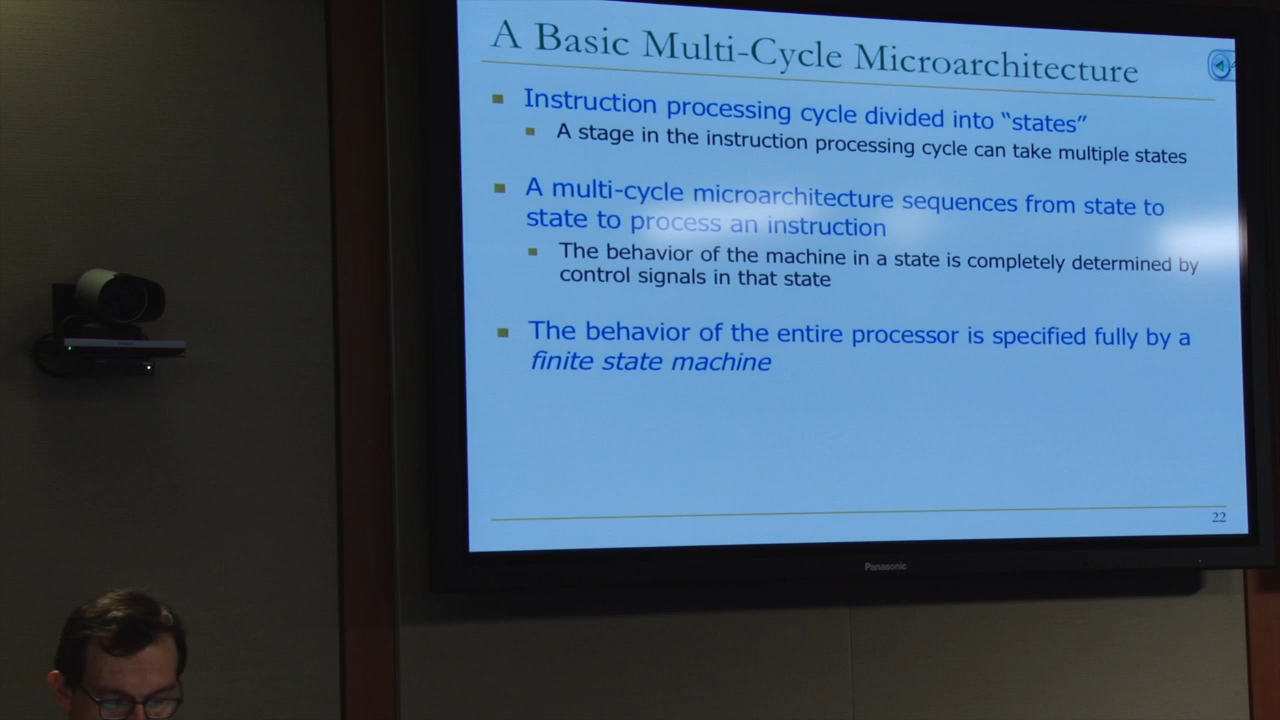 A Basic Multi-Cycle Microarchitecture
Instruction processing cycle divided into “states”
A stage in the instruction processing cycle can take multiple states
A multi-cycle microarchitecture sequences from state to
state to process an instruction
The behavior of the machine in a state is completely determined by
control signals in that state
The behavior of the entire processor is specified fully by a
finite state machine
22
Panasonic